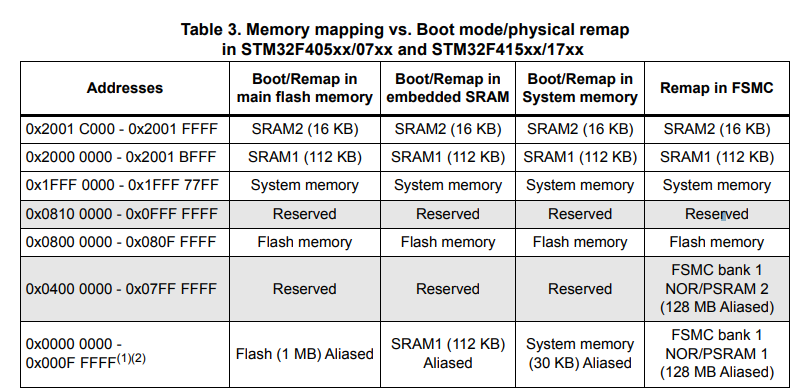 Table 3. Memory mapping vs. Boot mode/physical remap
in STM32F405xx/07xx and STM32F415xx/17xx
Addresses Boot/Remap in main flash memory Boot/Remap in embedded SRAM Boot/Remap in System memory Remap in FSMC
0x2001 C000 - 0x2001 FFFF SRAM2 (16 KB) SRAM2 (16 KB) SRAM2 (16 KB) SRAM2 (16 KB)
0x2000 0000 - 0x2001 BFFF SRAM1 (112 KB) SRAM1 (112 KB) SRAM1 (112 KB) SRAM1 (112 KB)
0x1FFF 0000 - 0x1FFF 77FF System memory System memory System memory System memory
0x0810 0000 - 0x0FFF FFFF Reserved Reserved Reserved Reserved
0x0800 0000 - 0x080F FFFF Flash memory Flash memory Flash memory Flash memory
0x0400 0000 - 0x07FF FFFF Reserved Reserved Reserved FSMC bank 1 NOR/PSRAM 2 (128 MB Aliased)
0x0000 0000 - 0x000F FFFF(1)(2) Flash (1 MB) Aliased SRAM1 (112 KB) Aliased System memory (30 KB) Aliased FSMC bank 1 NOR/PSRAM 1 (128 MB Aliased)